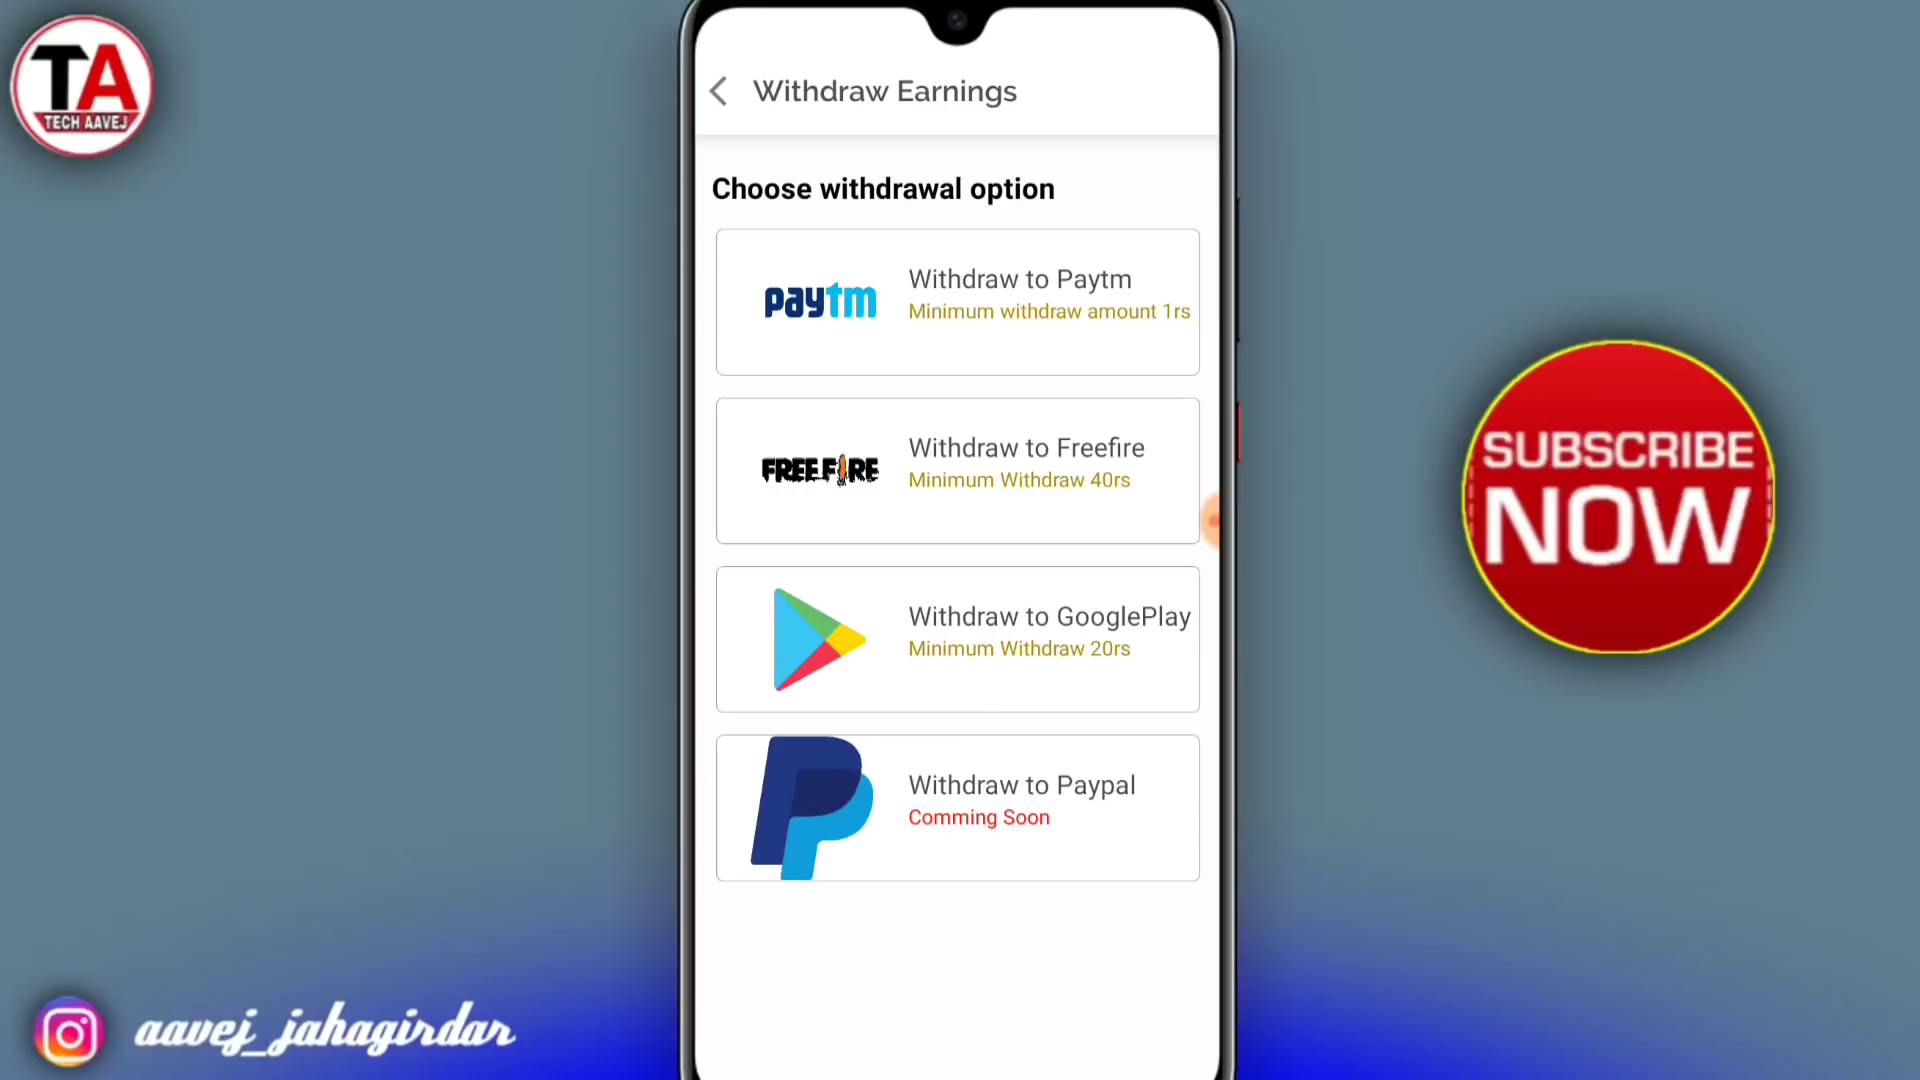 TA
TECH AAVEJ
Withdraw Earnings
Choose withdrawal option
paytm
Withdraw to Paytm
Minimum withdraw amount 1rs
FREE FIRE
Withdraw to Freefire
Minimum Withdraw 40rs
Withdraw to GooglePlay
Minimum Withdraw 20rs
Withdraw to Paypal
Comming Soon
SUBSCRIBE
NOW
aavej_jahagirdar